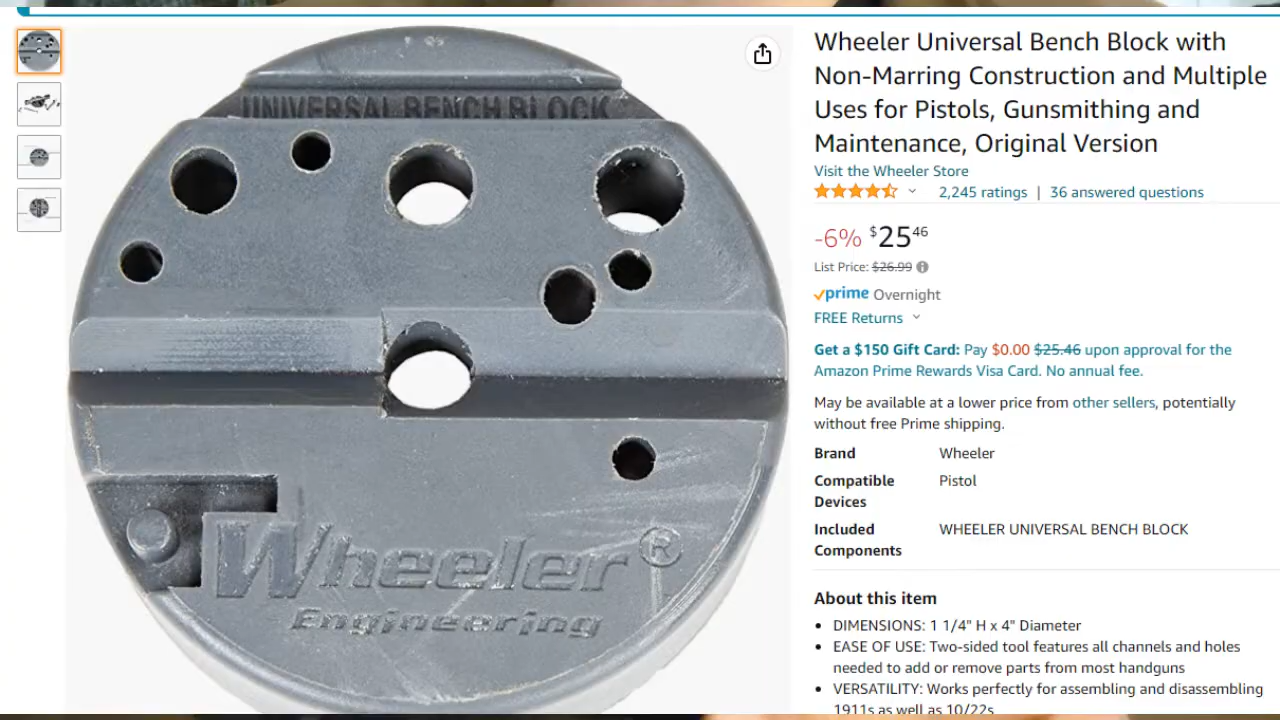 UNIVERSAL BENCH BLOCK
Wheeler®
Engineering
Wheeler Universal Bench Block with
Non-Marring Construction and Multiple
Uses for Pistols, Gunsmithing and
Maintenance, Original Version
Visit the Wheeler Store
2,245 ratings | 36 answered questions
-6% $25 46
List Price: $26.99
prime Overnight
FREE Returns
Get a $150 Gift Card: Pay $0.00 $25.46 upon approval for the
Amazon Prime Rewards Visa Card. No annual fee.
May be available at a lower price from other sellers, potentially
without free Prime shipping.
Brand Wheeler
Compatible Pistol
Devices
Included WHEELER UNIVERSAL BENCH BLOCK
Components
About this item
• DIMENSIONS: 1 1/4" H x 4" Diameter
• EASE OF USE: Two-sided tool features all channels and holes
needed to add or remove parts from most handguns
• VERSATILITY: Works perfectly for assembling and disassembling
1911s as well as 10/22s